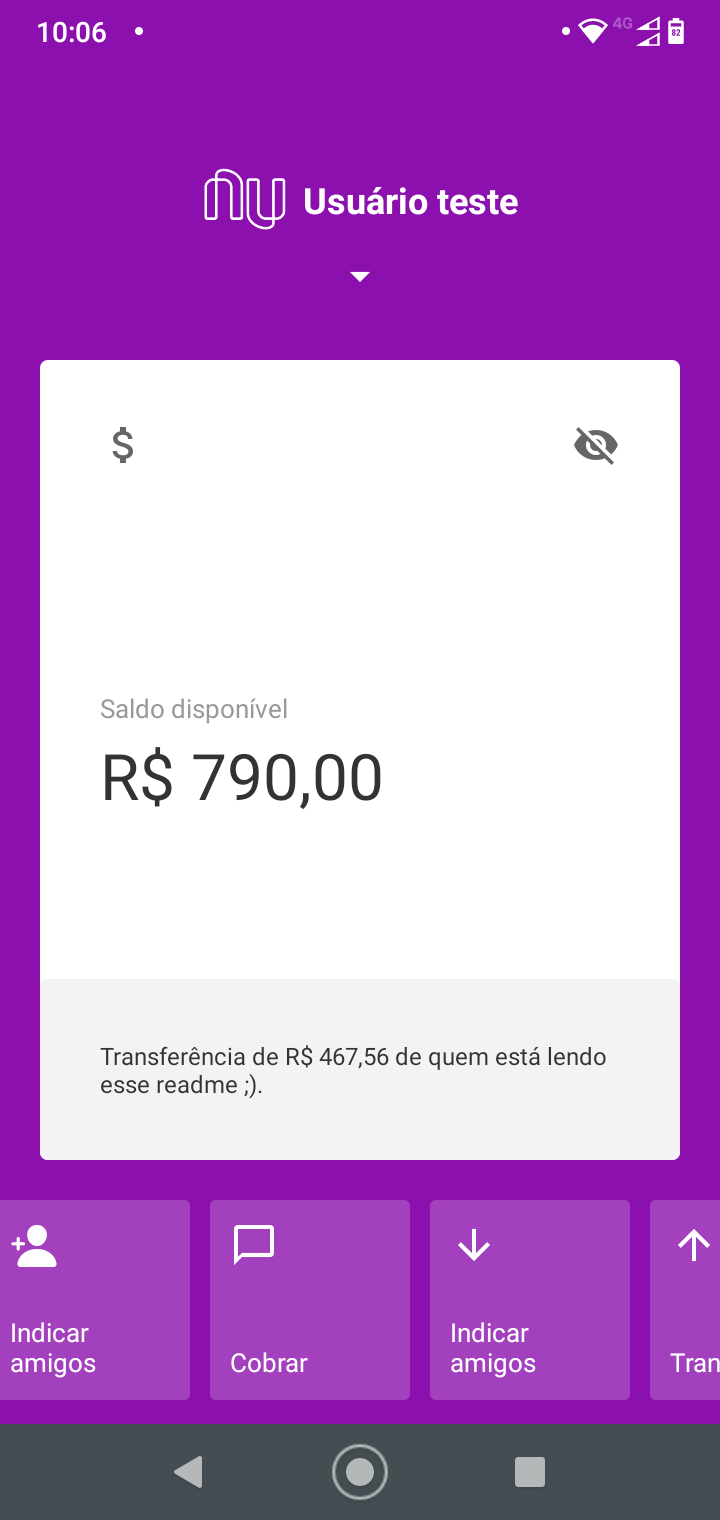 10:06
4G
82
nu Usuário teste
$
Saldo disponível
R$ 790,00
Transferência de R$ 467,56 de quem está lendo
esse readme ;).
Indicar
amigos
Cobrar
Indicar
amigos
Tran